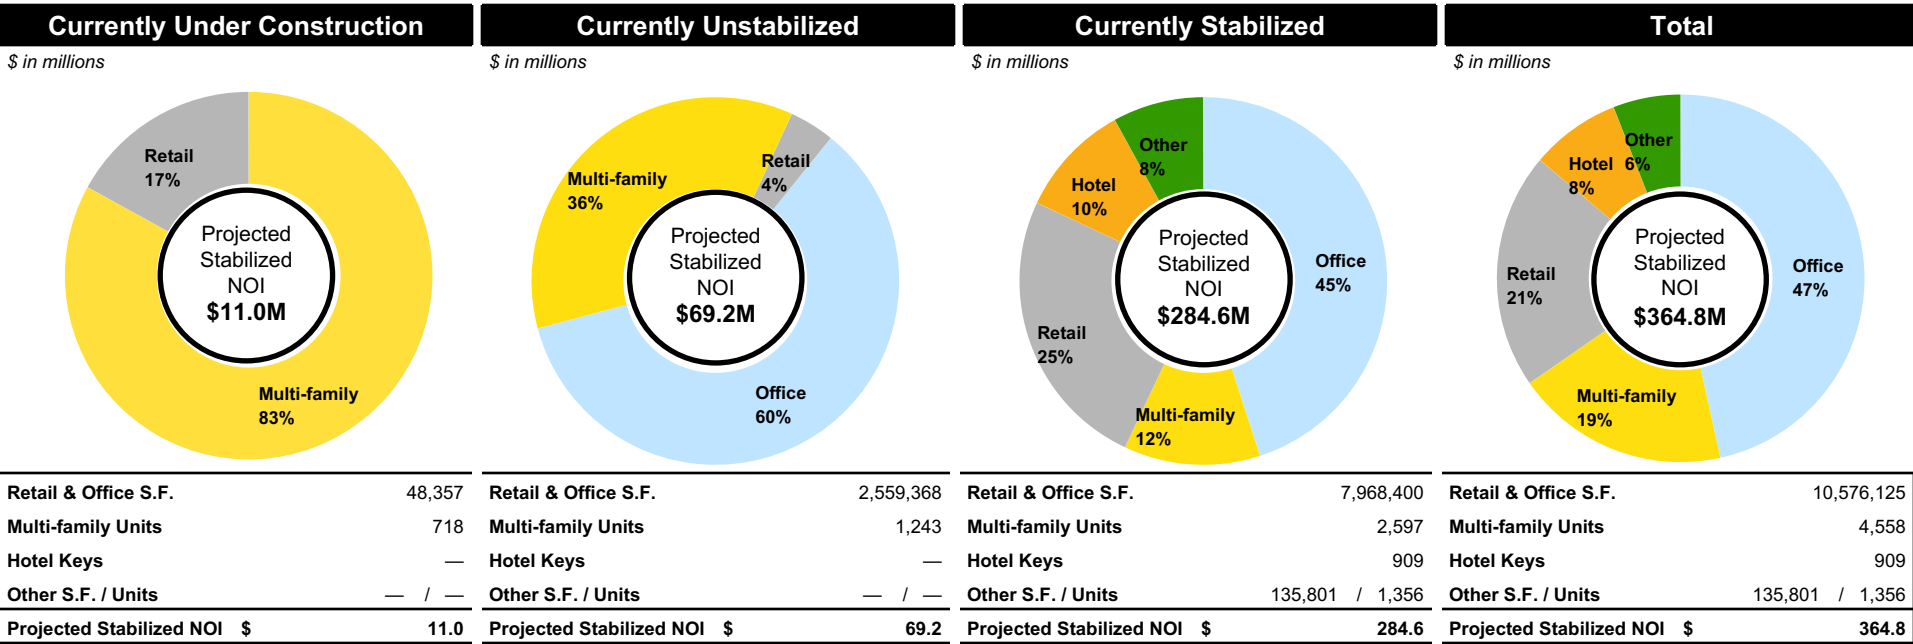 Currently Under Construction
$ in millions
Retail
17%
Projected
Stabilized
NOI
$11.0M
Multi-family
83%
Retail & Office S.F. 48,357
Multi-family Units 718
Hotel Keys —
Other S.F. / Units — / —
Projected Stabilized NOI $ 11.0
Currently Unstabilized
$ in millions
Multi-family
36%
Retail
4%
Projected
Stabilized
NOI
$69.2M
Office
60%
Retail & Office S.F. 2,559,368
Multi-family Units 1,243
Hotel Keys —
Other S.F. / Units — / —
Projected Stabilized NOI $ 69.2
Currently Stabilized
$ in millions
Other
8%
Hotel
10%
Projected
Stabilized
NOI
$284.6M
Office
45%
Retail
25%
Multi-family
12%
Retail & Office S.F. 7,968,400
Multi-family Units 2,597
Hotel Keys 909
Other S.F. / Units 135,801 / 1,356
Projected Stabilized NOI $ 284.6
Total
$ in millions
Other
6%
Hotel
8%
Projected
Stabilized
NOI
$364.8M
Office
47%
Retail
21%
Multi-family
19%
Retail & Office S.F. 10,576,125
Multi-family Units 4,558
Hotel Keys 909
Other S.F. / Units 135,801 / 1,356
Projected Stabilized NOI $ 364.8